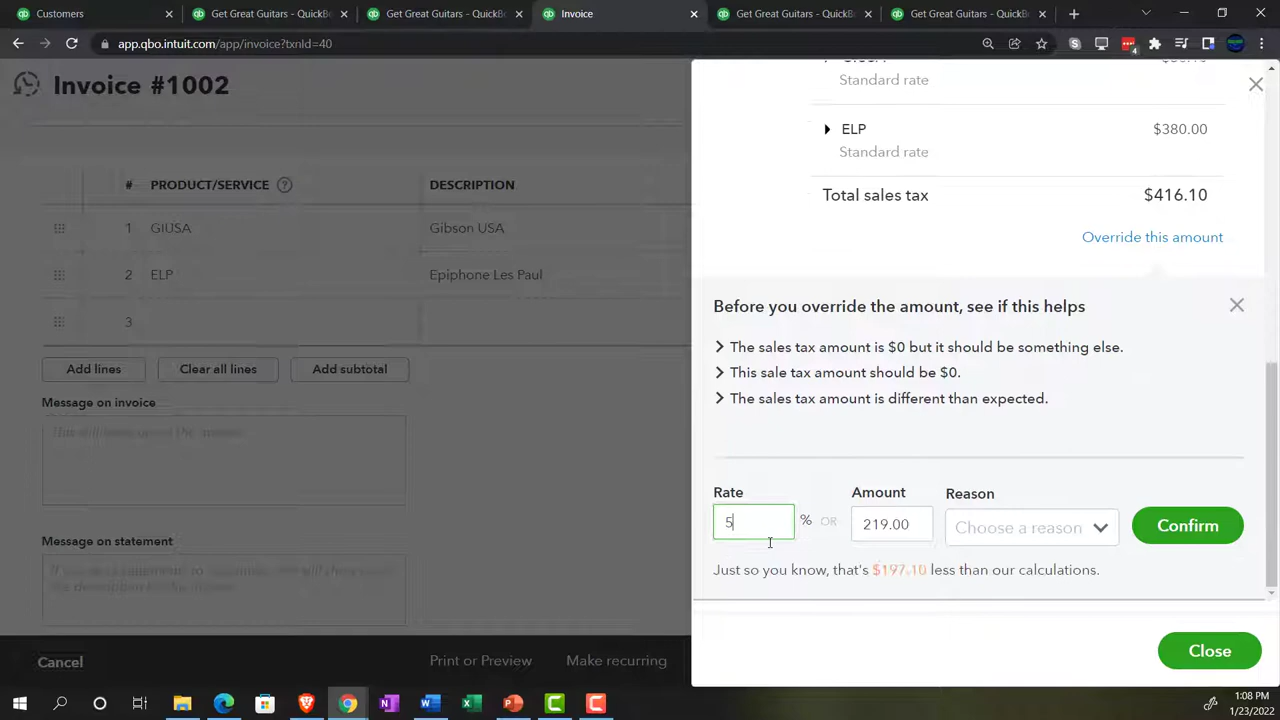 Customers
Get Great Guitars - QuickB
Get Great Guitars - QuickBo
Invoice
Get Great Guitars - QuickB
Get Great Guitars - QuickB
app.qbo.intuit.com/app/invoice?txnId=40
4
Invoice #1002
# PRODUCT/SERVICE ? DESCRIPTION
1 GIUSA Gibson USA
2 ELP Epiphone Les Paul
3
Add lines Clear all lines Add subtotal
Message on invoice
Message on statement
Cancel Print or Preview Make recurring
Standard rate
ELP $380.00
Standard rate
Total sales tax $416.10
Override this amount
Before you override the amount, see if this helps
The sales tax amount is $0 but it should be something else.
This sale tax amount should be $0.
The sales tax amount is different than expected.
Rate Amount Reason
5 % OR 219.00 Choose a reason Confirm
Just so you know, that's $197.10 less than our calculations.
Close
1:08 PM
1/23/2022